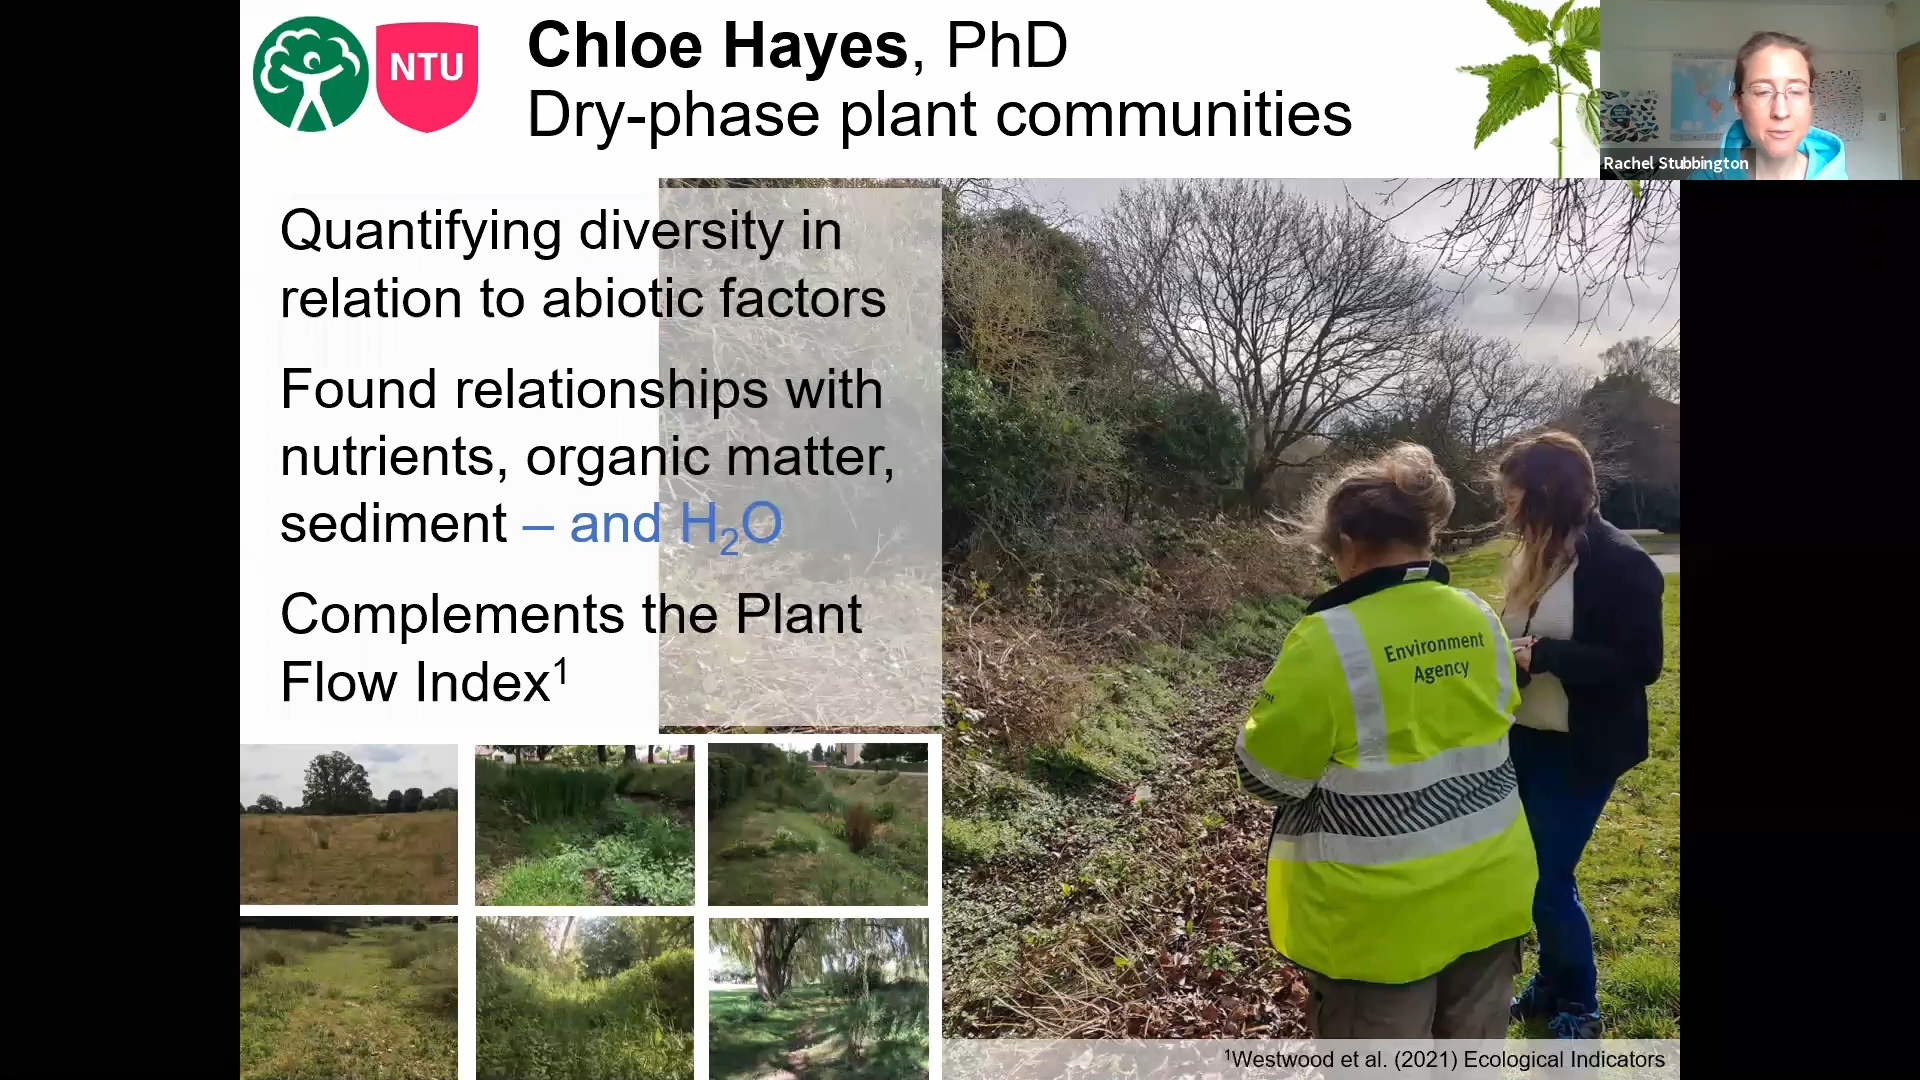 NTU
Chloe Hayes, PhD
Dry-phase plant communities
Rachel Stubbington
Quantifying diversity in
relation to abiotic factors
Found relationships with
nutrients, organic matter,
sediment – and H₂O
Complements the Plant
Flow Index¹
Environment
Agency
¹Westwood et al. (2021) Ecological Indicators